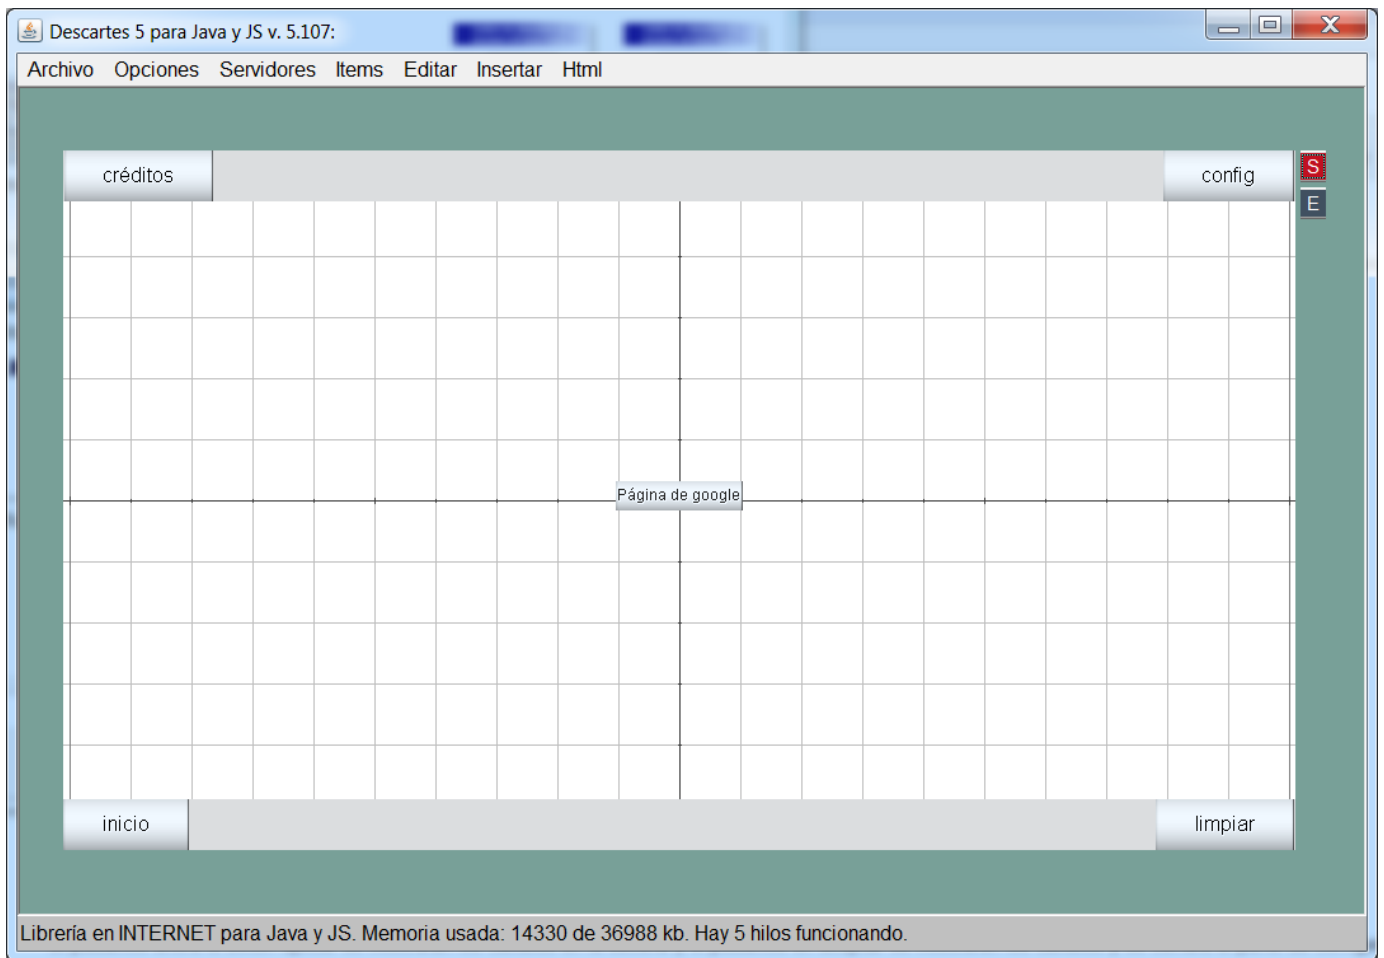 Descartes 5 para Java y JS v. 5.107:
Archivo Opciones Servidores Items Editar Insertar Html
créditos config S
E
Página de google
inicio limpiar
Librería en INTERNET para Java y JS. Memoria usada: 14330 de 36988 kb. Hay 5 hilos funcionando.